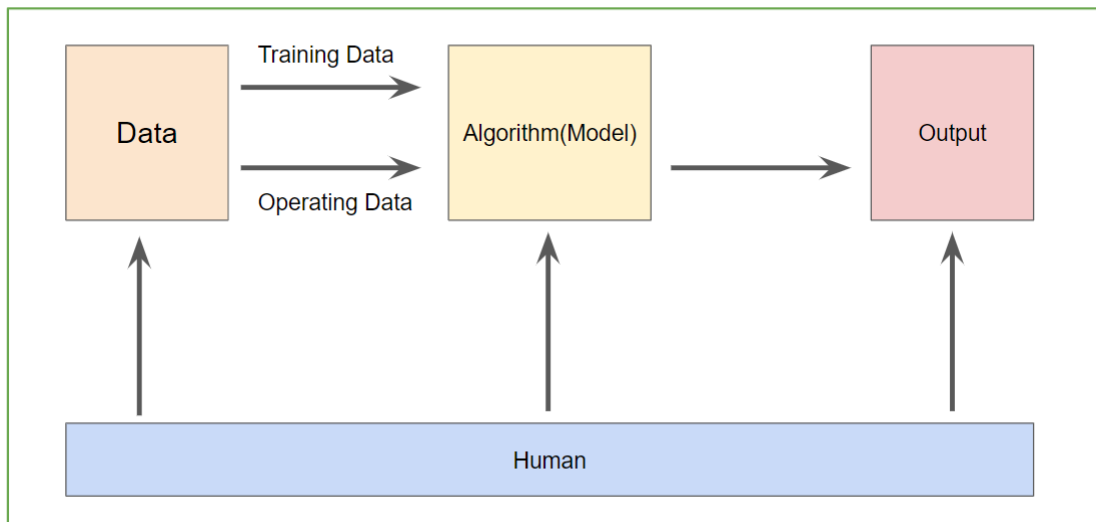 Training Data
Data
Algorithm(Model)
Output
Operating Data
Human